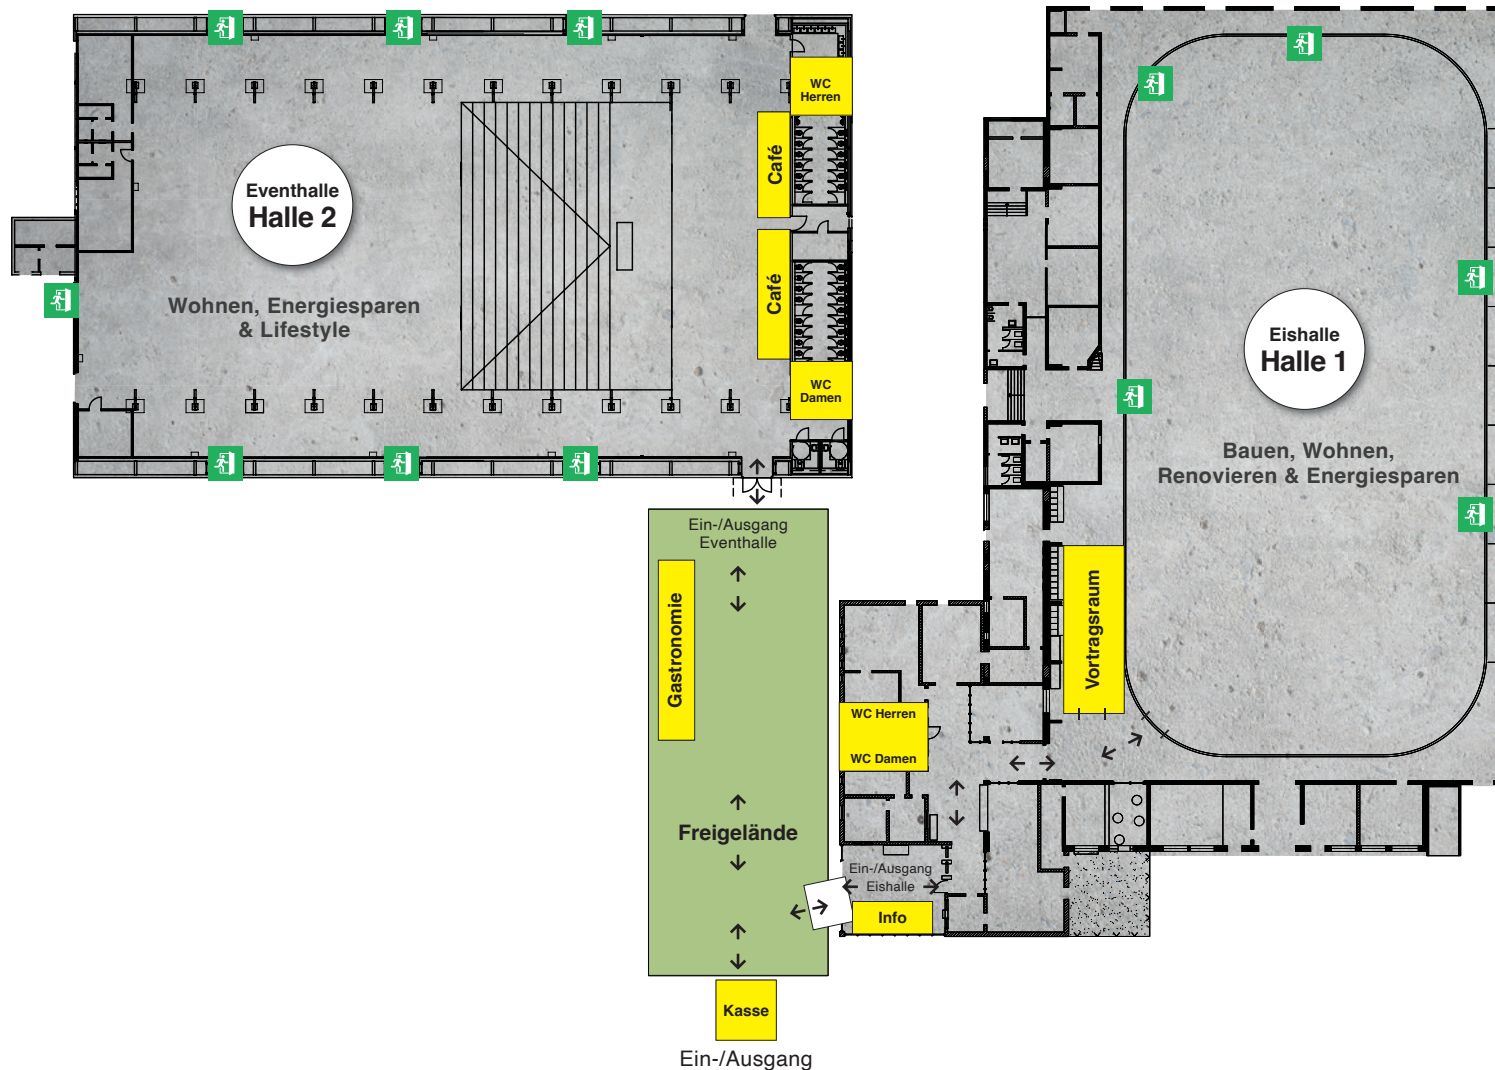 WC
Herren
Café
Eventhalle
Halle 2
Wohnen, Energiesparen
& Lifestyle
Café
WC
Damen
Eishalle
Halle 1
Bauen, Wohnen,
Renovieren & Energiesparen
Ein-/Ausgang
Eventhalle
Gastronomie
Vortragsraum
WC Herren
WC Damen
Freigelände
Ein-/Ausgang
Eishalle
Info
Kasse
Ein-/Ausgang